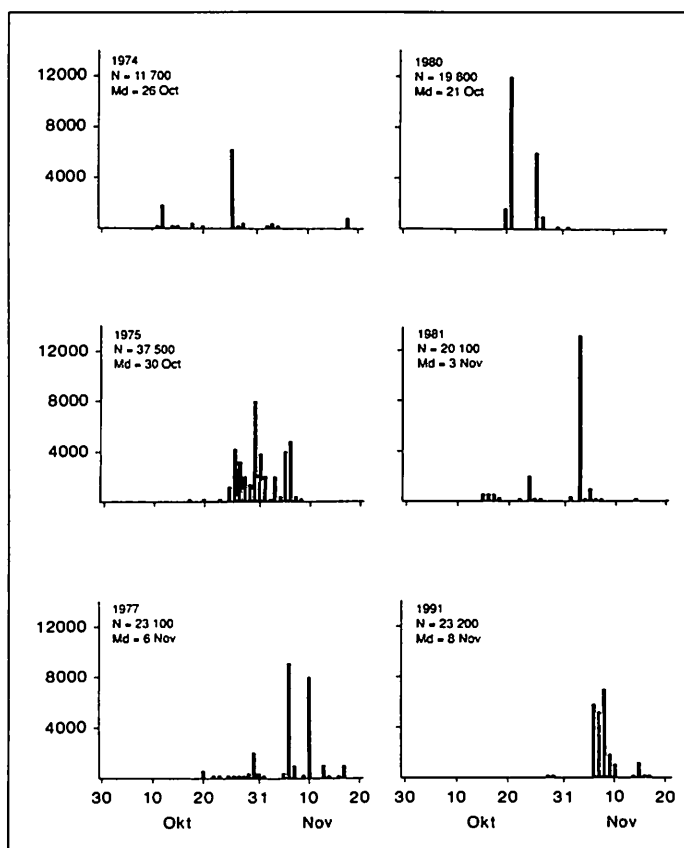 1974
N = 11 700
Md = 26 Oct
12000
8000
4000
1980
N = 19 800
Md = 21 Oct
1975
N = 37 500
Md = 30 Oct
12000
8000
4000
1981
N = 20 100
Md = 3 Nov
1977
N = 23 100
Md = 6 Nov
12000
8000
4000
1991
N = 23 200
Md = 8 Nov
30 10 20 31 10 20
Okt Nov
30 10 20 31 10 20
Okt Nov